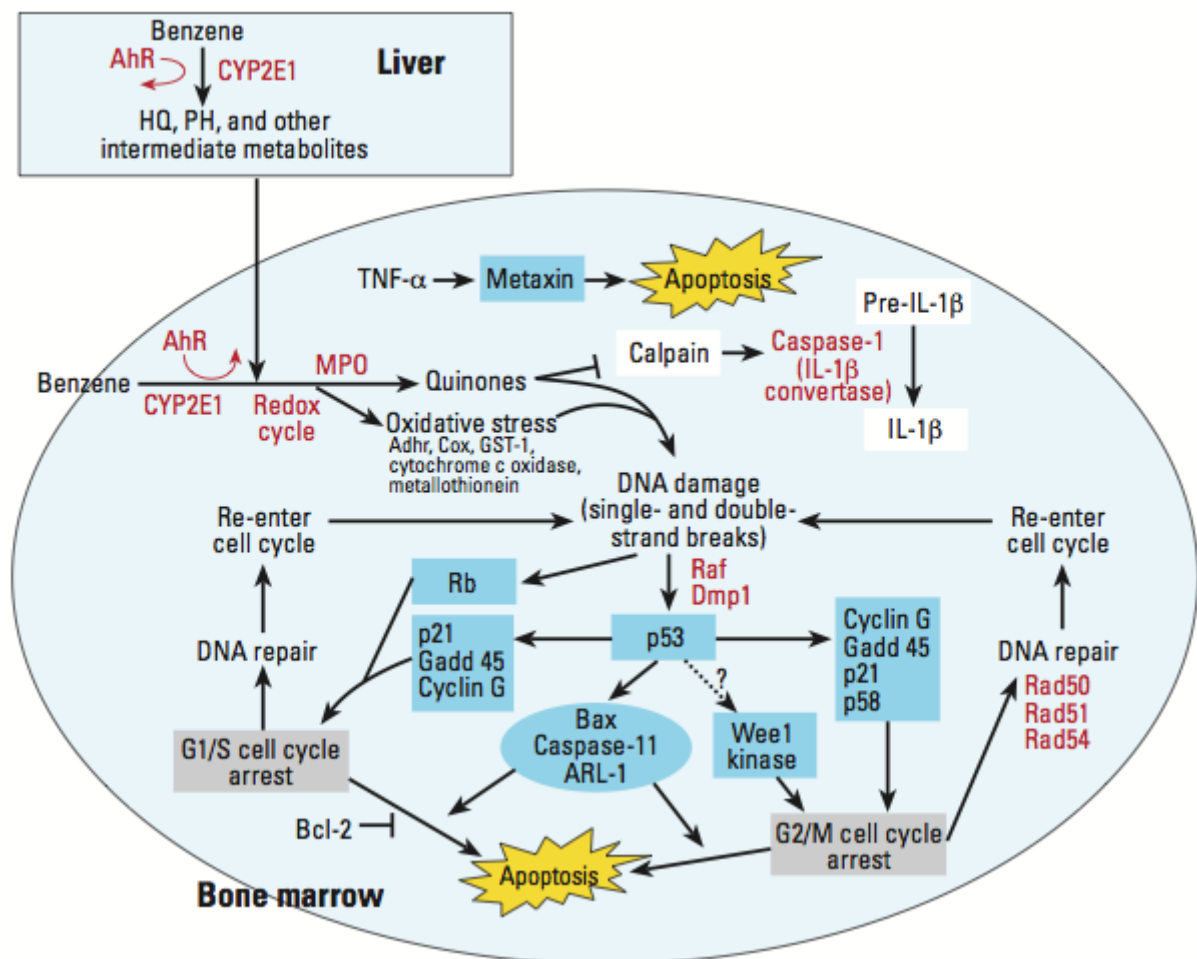 Benzene
AhR
CYP2E1
Liver
HQ, PH, and other
intermediate metabolites
TNF-α
Metaxin
Apoptosis
Pre-IL-1β
Calpain
Caspase-1
(IL-1β
convertase)
IL-1β
AhR
MPO
Benzene
Quinones
CYP2E1
Redox
cycle
Oxidative stress
Adhr, Cox, GST-1,
cytochrome c oxidase,
metallothionein
DNA damage
(single- and double-
strand breaks)
Re-enter
cell cycle
Re-enter
cell cycle
Raf
Dmp1
Rb
p21
Gadd 45
Cyclin G
p53
?
Cyclin G
Gadd 45
p21
p58
DNA repair
DNA repair
Rad50
Rad51
Rad54
G1/S cell cycle
arrest
Bax
Caspase-11
ARL-1
Wee1
kinase
Bcl-2
G2/M cell cycle
arrest
Apoptosis
Bone marrow